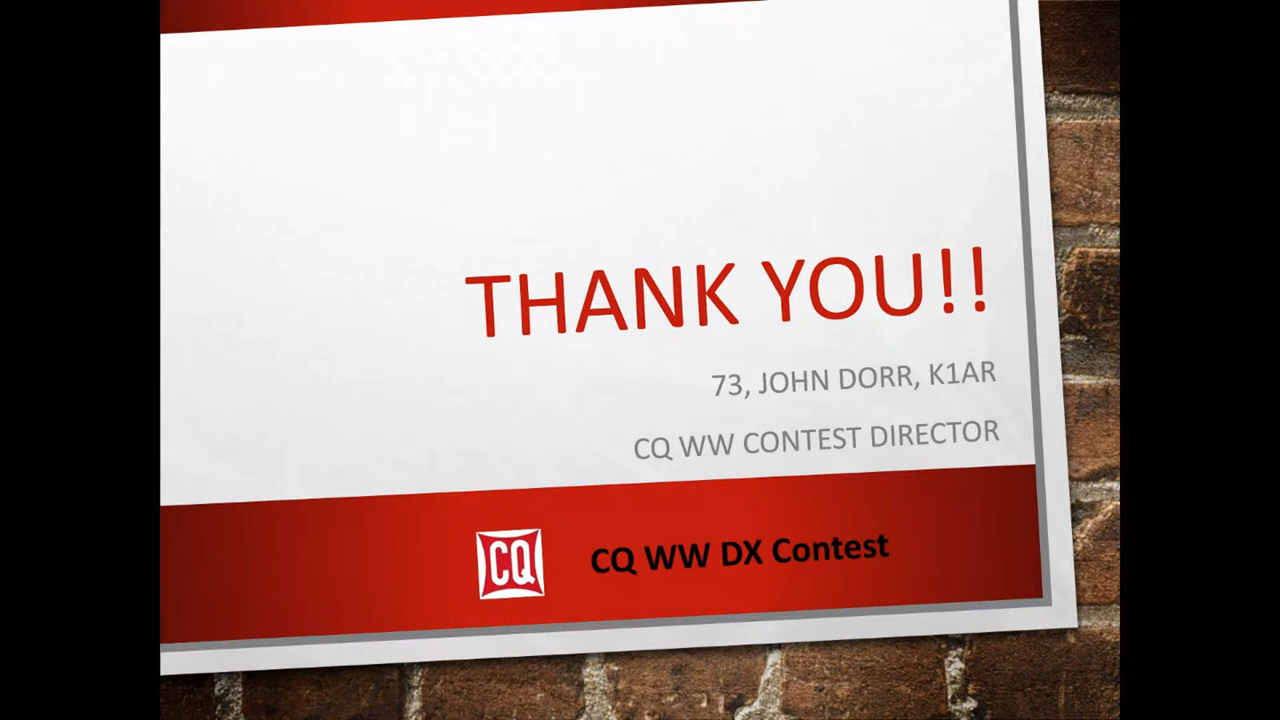 THANK YOU!!
73, JOHN DORR, K1AR
CQ WW CONTEST DIRECTOR
CQ
CQ WW DX Contest